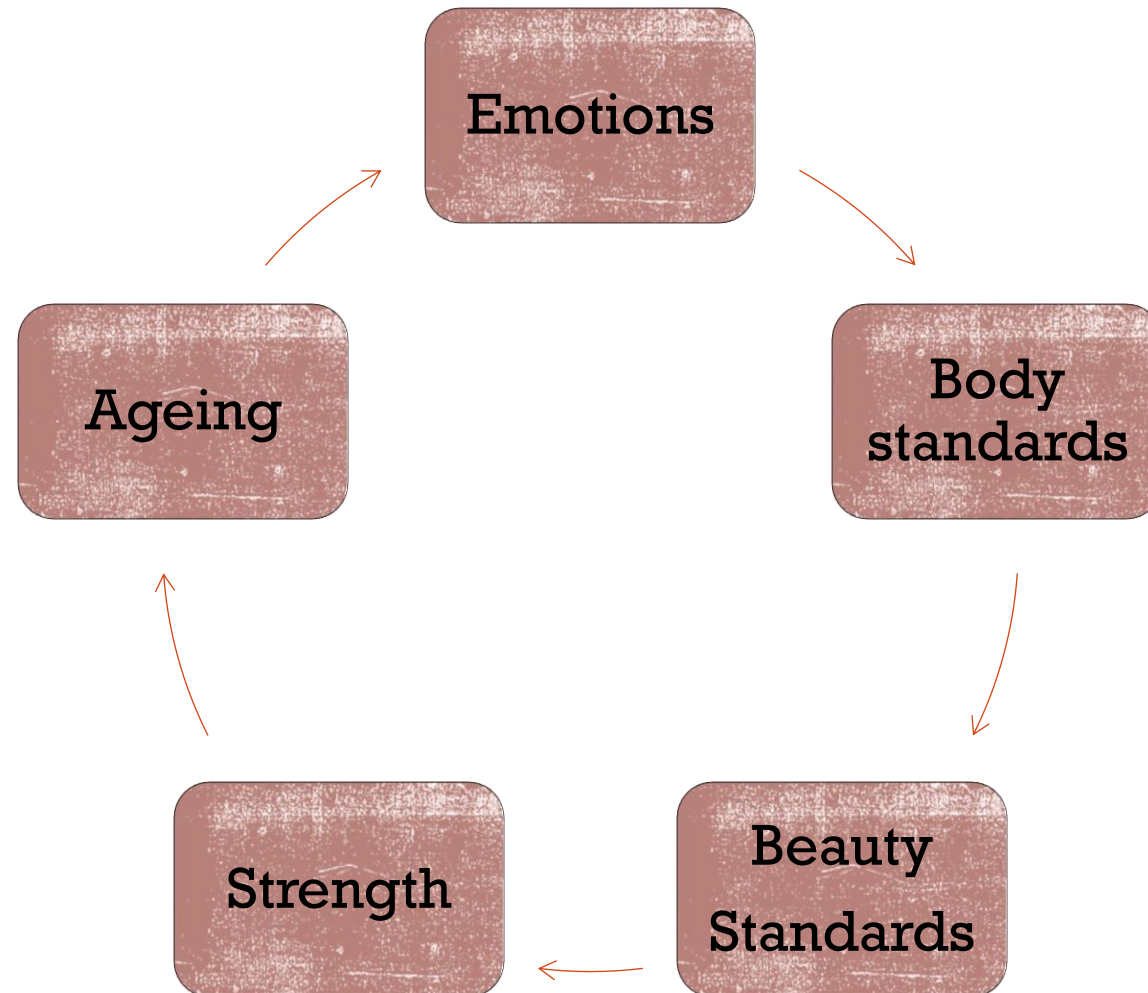 Emotions
Body
standards
Beauty
Standards
Strength
Ageing